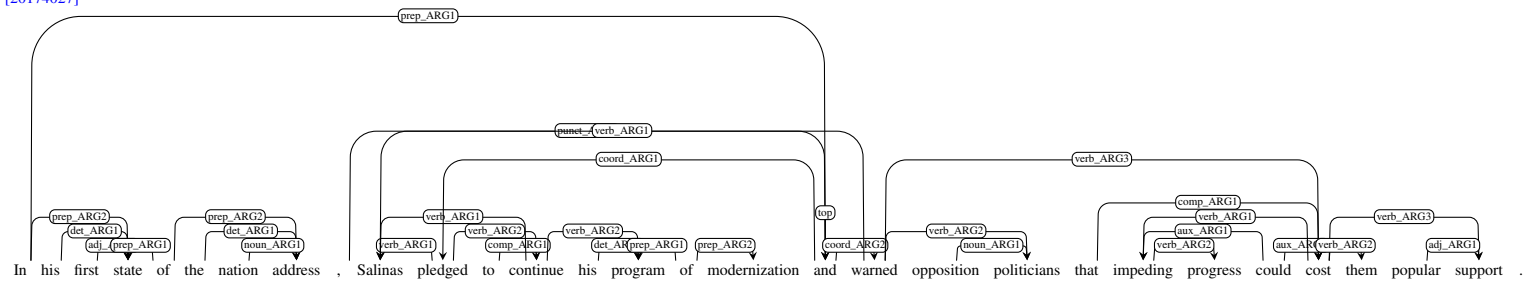 [20174027]
prep_ARG1
punct_A verb_ARG1
coord_ARG1 verb_ARG3
comp_ARG1
prep_ARG2 prep_ARG2 top verb_ARG1 verb_ARG1 verb_ARG3
det_ARG1 det_ARG1 verb_ARG2 verb_ARG2 verb_ARG2 aux_ARG1
adj_ prep_ARG1 noun_ARG1 verb_ARG1 comp_ARG1 det_AR prep_ARG1 prep_ARG2 coord_ARG2 noun_ARG1 verb_ARG2 aux_AR verb_ARG2 adj_ARG1
In his first state of the nation address , Salinas pledged to continue his program of modernization and warned opposition politicians that impeding progress could cost them popular support .